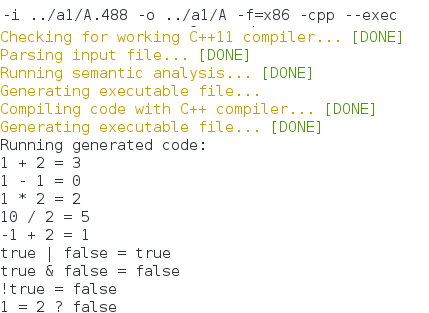 -i ../a1/A.488 -o ../a1/A -f=x86 -cpp --exec
Checking for working C++11 compiler... [DONE]
Parsing input file... [DONE]
Running semantic analysis... [DONE]
Generating executable file...
Compiling code with C++ compiler... [DONE]
Generating executable file... [DONE]
Running generated code:
1 + 2 = 3
1 - 1 = 0
1 * 2 = 2
10 / 2 = 5
-1 + 2 = 1
true | false = true
true & false = false
!true = false
1 = 2 ? false